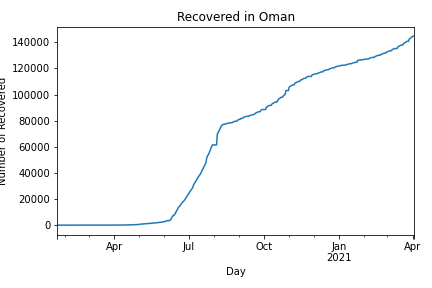 Recovered in Oman
Number of Recovered
140000
120000
100000
80000
60000
40000
20000
0
Apr
Jul
Oct
Jan
2021
Apr
Day